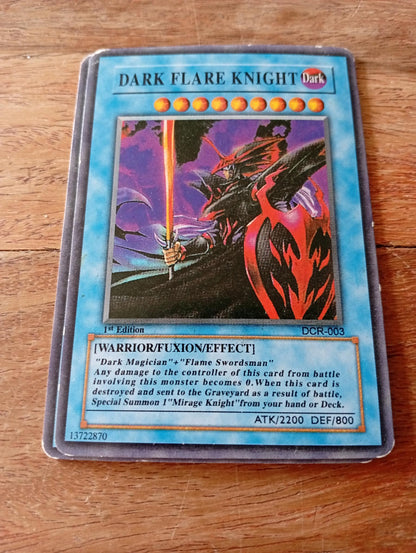 DARK FLARE KNIGHT Dark
1st Edition DCR-003
[WARRIOR/FUXION/EFFECT]
"Dark Magician"+"Flame Swordsman"
Any damage to the controller of this card from battle
involving this monster becomes 0.When this card is
destroyed and sent to the Graveyard as a result of battle,
Special Summon 1"Mirage Knight"from your hand or Deck.
ATK/2200 DEF/800
13722870